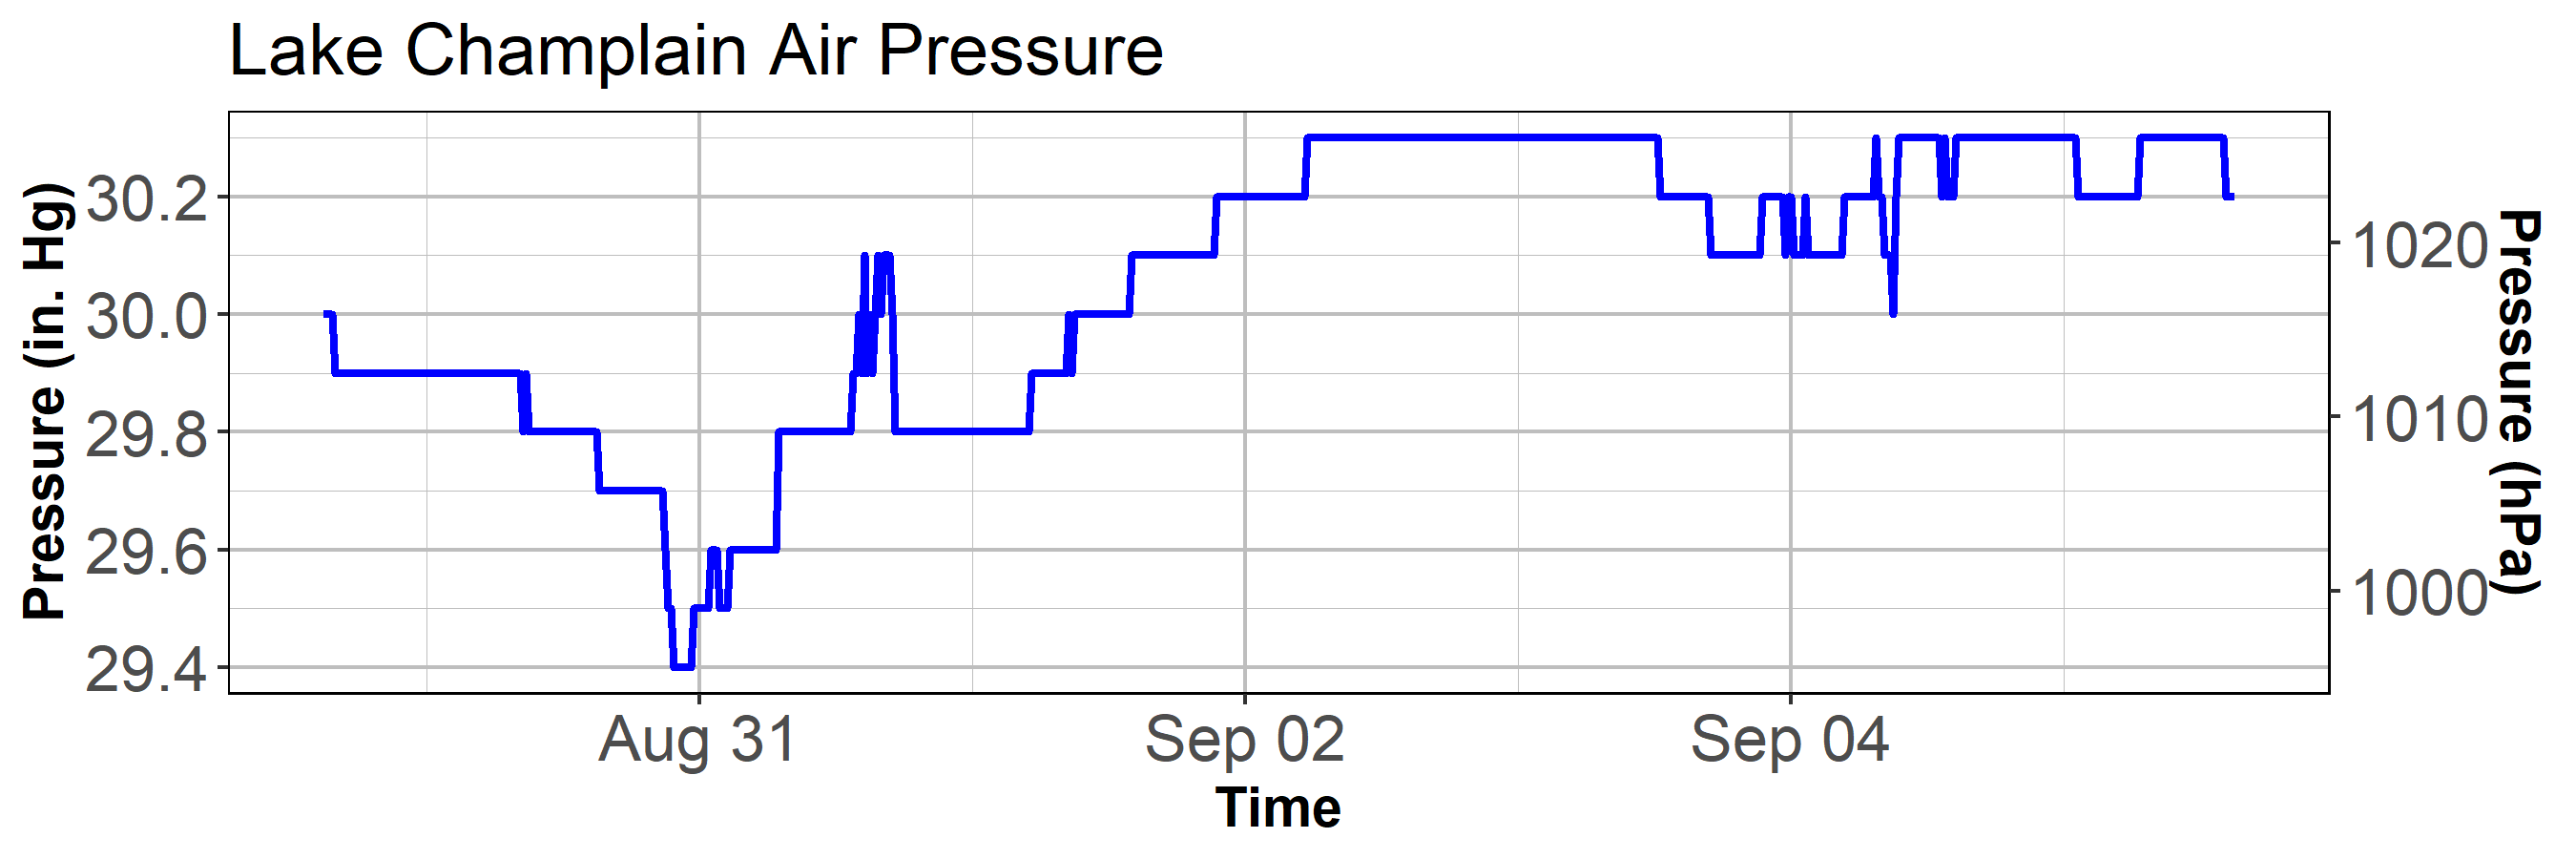 Lake Champlain Air Pressure
Pressure (in. Hg)
30.2
30.0
29.8
29.6
29.4
1020
1010
1000
Pressure (hPa)
Aug 31
Sep 02
Sep 04
Time